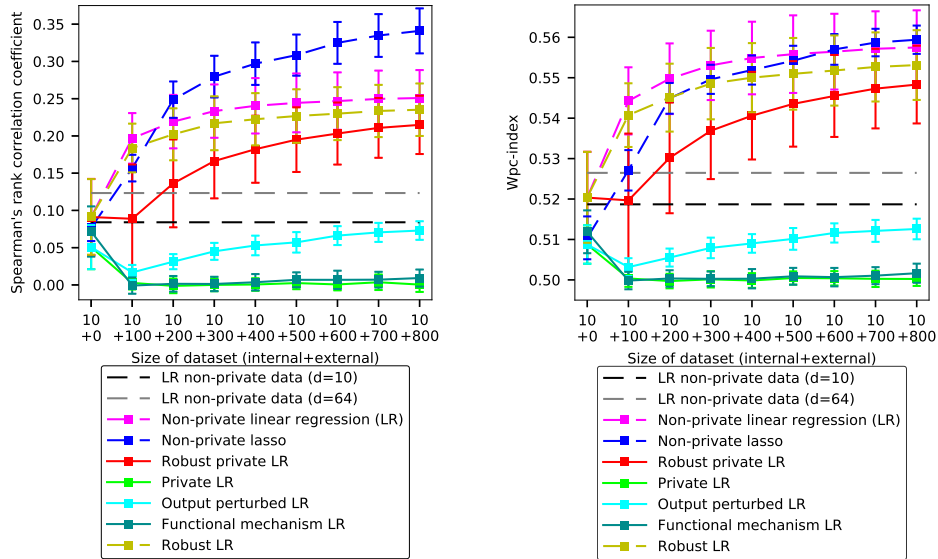 Spearman's rank correlation coefficient
0.35
0.30
0.25
0.20
0.15
0.10
0.05
0.00
10 10 10 10 10 10 10 10 10
+0 +100 +200 +300 +400 +500 +600 +700 +800
Size of dataset (internal+external)
LR non-private data (d=10)
LR non-private data (d=64)
Non-private linear regression (LR)
Non-private lasso
Robust private LR
Private LR
Output perturbed LR
Functional mechanism LR
Robust LR
Wpc-index
0.56
0.55
0.54
0.53
0.52
0.51
0.50
10 10 10 10 10 10 10 10 10
+0 +100 +200 +300 +400 +500 +600 +700 +800
Size of dataset (internal+external)
LR non-private data (d=10)
LR non-private data (d=64)
Non-private linear regression (LR)
Non-private lasso
Robust private LR
Private LR
Output perturbed LR
Functional mechanism LR
Robust LR